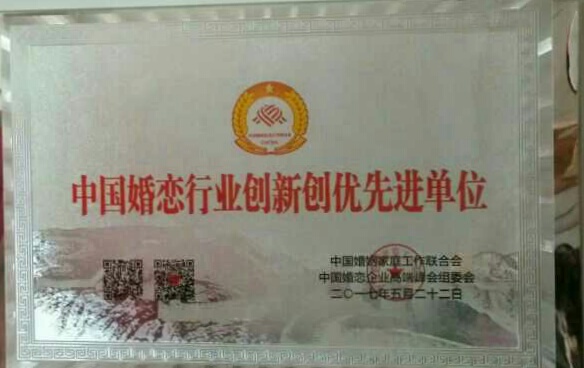 中国婚恋行业创新创优先进单位
中国婚姻家庭工作联合会
中国婚恋企业高端峰会组委会
二〇一七年五月二十二日